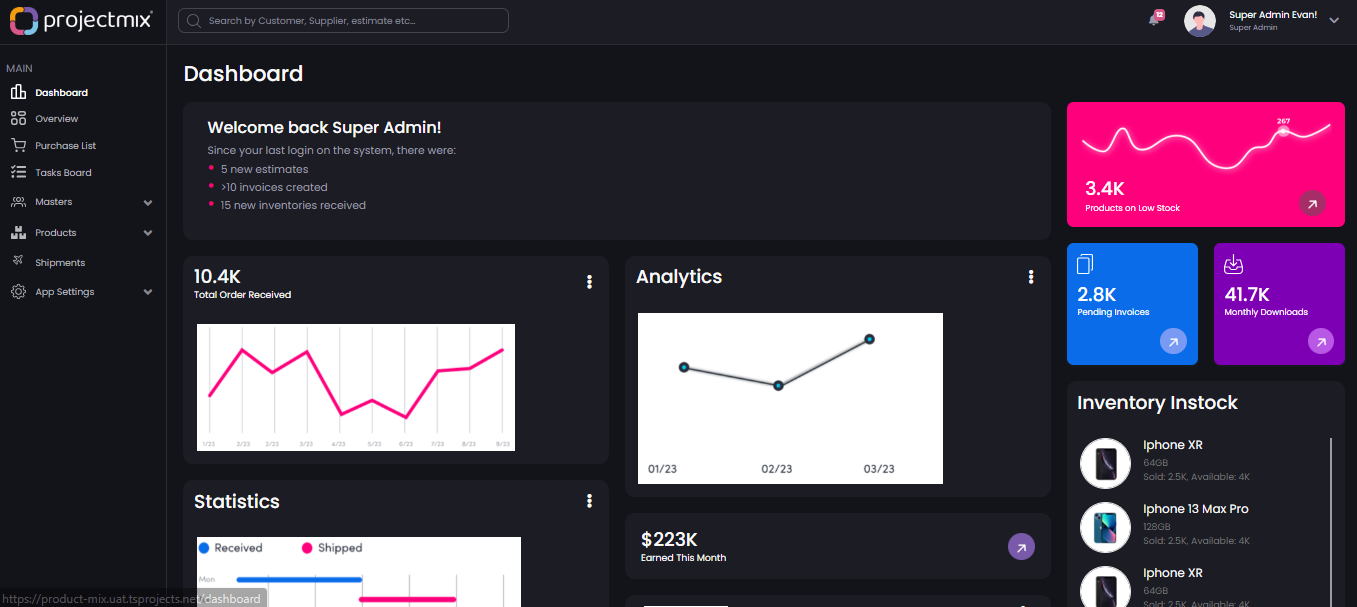 projectmix
Search by Customer, Supplier, estimate etc...
12
Super Admin Evan!
Super Admin
MAIN
Dashboard
Overview
Purchase List
Tasks Board
Masters
Products
Shipments
App Settings
Dashboard
Welcome back Super Admin!
Since your last login on the system, there were:
5 new estimates
>10 invoices created
15 new inventories received
267
3.4K
Products on Low Stock
2.8K
Pending Invoices
41.7K
Monthly Downloads
10.4K
Total Order Received
1/23 2/23 2/23 3/23 4/23 5/23 6/23 7/23 8/23 9/23
Analytics
01/23 02/23 03/23
Statistics
Received Shipped
Mon
$223K
Earned This Month
Inventory Instock
Iphone XR
64GB
Sold: 2.5K, Available: 4K
Iphone 13 Max Pro
128GB
Sold: 2.5K, Available: 4K
Iphone XR
64GB
Sold: 2.5K, Available: 4K
https://product-mix.uat.tsprojects.net/dashboard